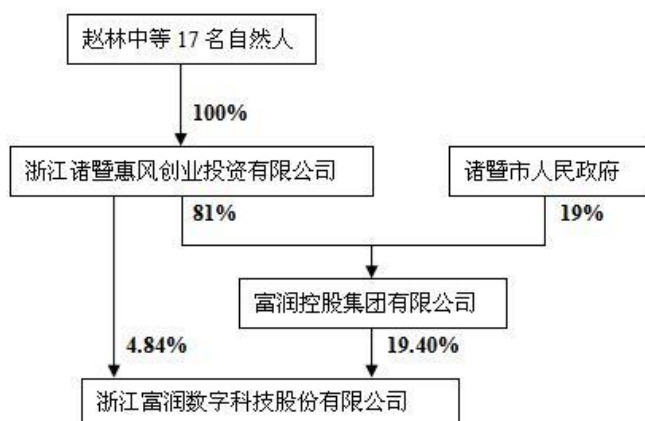 赵林中等 17 名自然人
100%
浙江诸暨惠风创业投资有限公司
诸暨市人民政府
81%
19%
富润控股集团有限公司
4.84%
19.40%
浙江富润数字科技股份有限公司